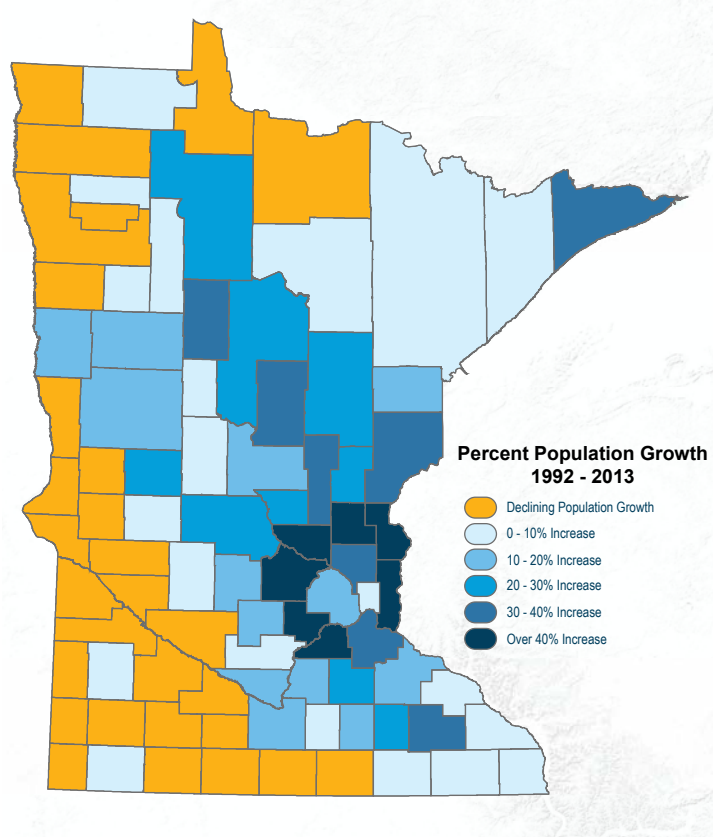 Percent Population Growth
1992 - 2013
Declining Population Growth
0 - 10% Increase
10 - 20% Increase
20 - 30% Increase
30 - 40% Increase
Over 40% Increase